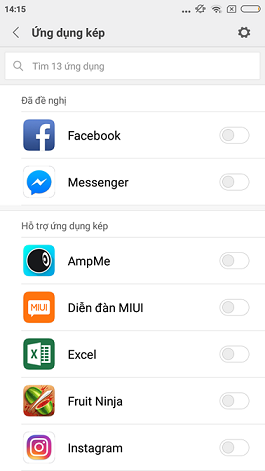 14:15
Ứng dụng kép
Tìm 13 ứng dụng
Đã đề nghị
Facebook
Messenger
Hỗ trợ ứng dụng kép
AmpMe
MIUI
Diễn đàn MIUI
Excel
Fruit Ninja
Instagram